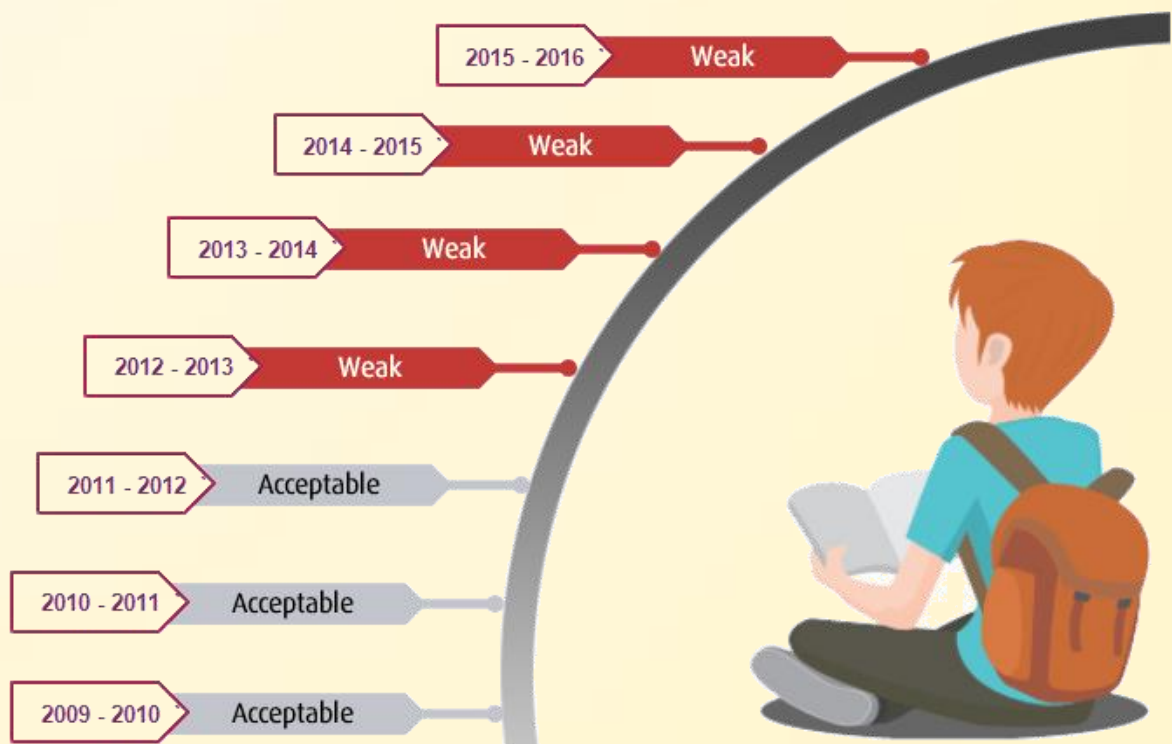 2015 - 2016 Weak
2014 - 2015 Weak
2013 - 2014 Weak
2012 - 2013 Weak
2011 - 2012 Acceptable
2010 - 2011 Acceptable
2009 - 2010 Acceptable